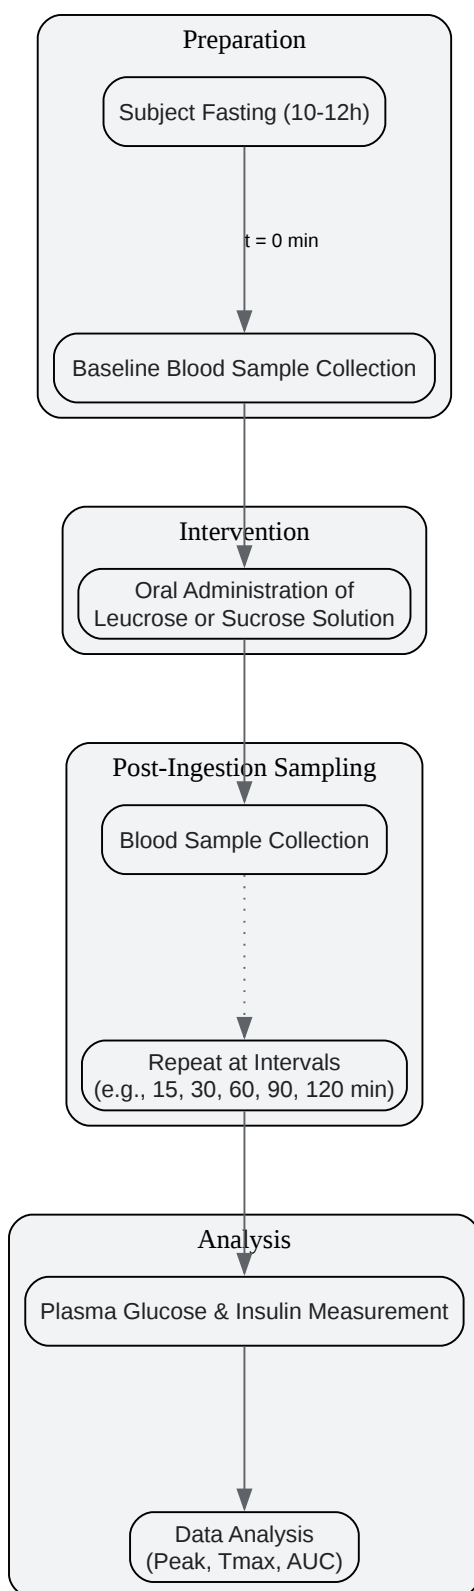 Preparation
Subject Fasting (10-12h)
t = 0 min
Baseline Blood Sample Collection
Intervention
Oral Administration of
Leucrose or Sucrose Solution
Post-Ingestion Sampling
Blood Sample Collection
Repeat at Intervals
(e.g., 15, 30, 60, 90, 120 min)
Analysis
Plasma Glucose & Insulin Measurement
Data Analysis
(Peak, Tmax, AUC)